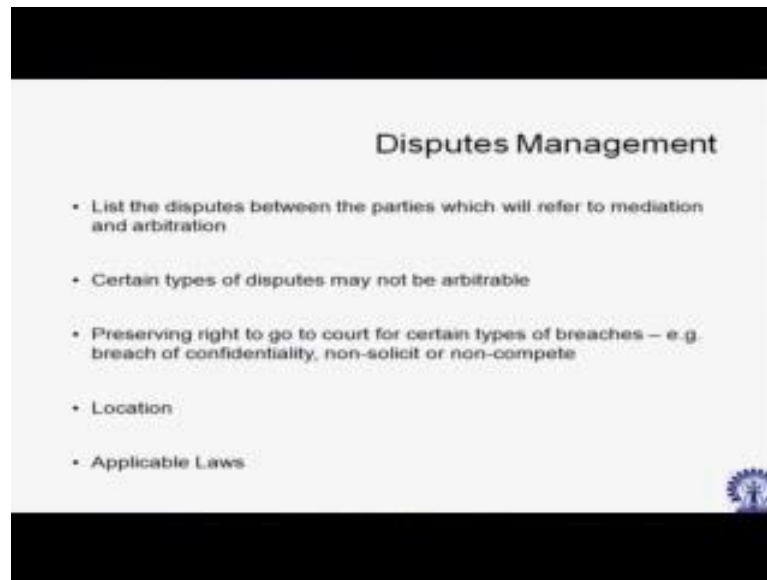 Disputes Management
• List the disputes between the parties which will refer to mediation
and arbitration
• Certain types of disputes may not be arbitrable
• Preserving right to go to court for certain types of breaches – e.g.
breach of confidentiality, non-solicit or non-compete
• Location
• Applicable Laws